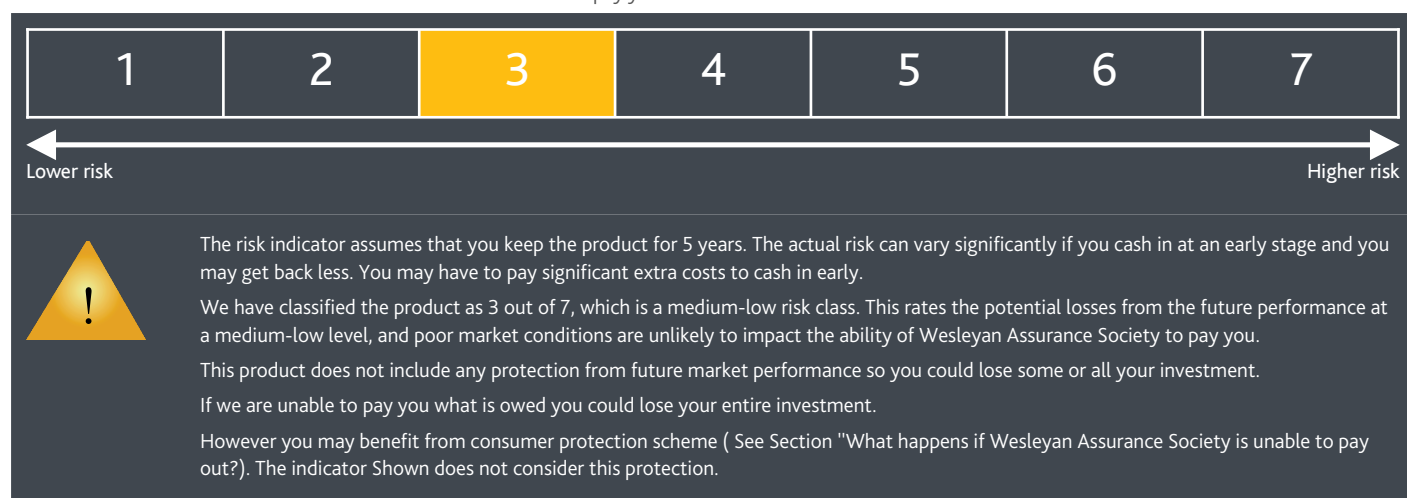 1 2 3 4 5 6 7
Lower risk Higher risk
!
The risk indicator assumes that you keep the product for 5 years. The actual risk can vary significantly if you cash in at an early stage and you
may get back less. You may have to pay significant extra costs to cash in early.
We have classified the product as 3 out of 7, which is a medium-low risk class. This rates the potential losses from the future performance at
a medium-low level, and poor market conditions are unlikely to impact the ability of Wesleyan Assurance Society to pay you.
This product does not include any protection from future market performance so you could lose some or all your investment.
If we are unable to pay you what is owed you could lose your entire investment.
However you may benefit from consumer protection scheme ( See Section "What happens if Wesleyan Assurance Society is unable to pay
out?). The indicator Shown does not consider this protection.